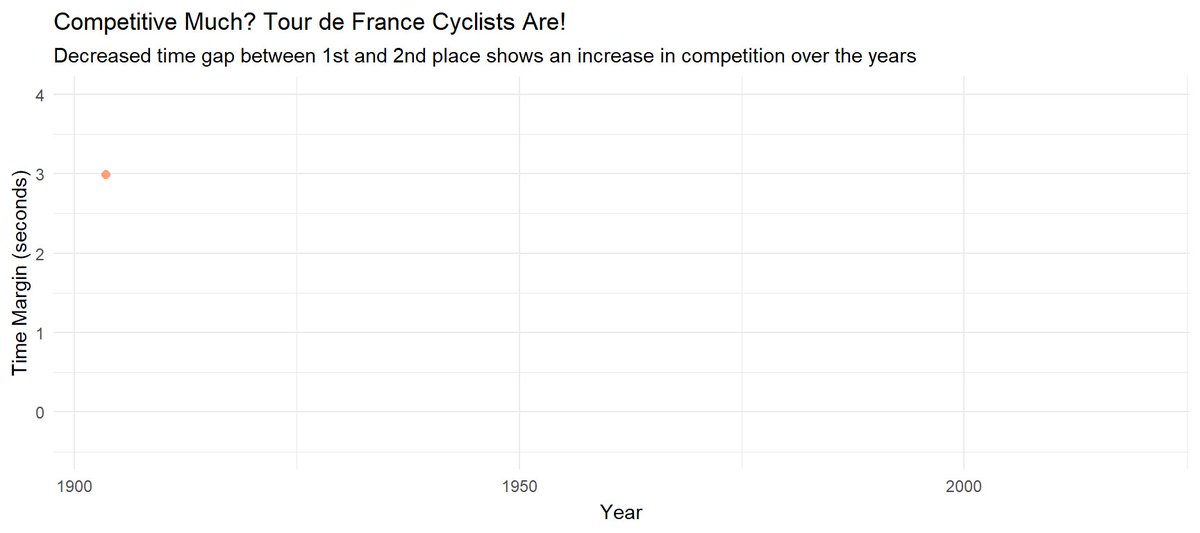 Competitive Much? Tour de France Cyclists Are!
Decreased time gap between 1st and 2nd place shows an increase in competition over the years
Time Margin (seconds)
4
3
2
1
0
1900
1950
2000
Year